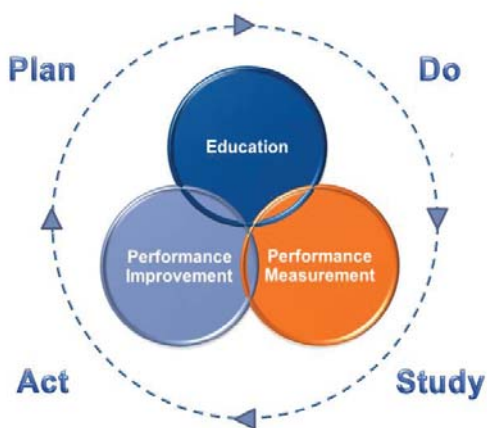 Plan
Do
Education
Performance
Improvement
Performance
Measurement
Act
Study